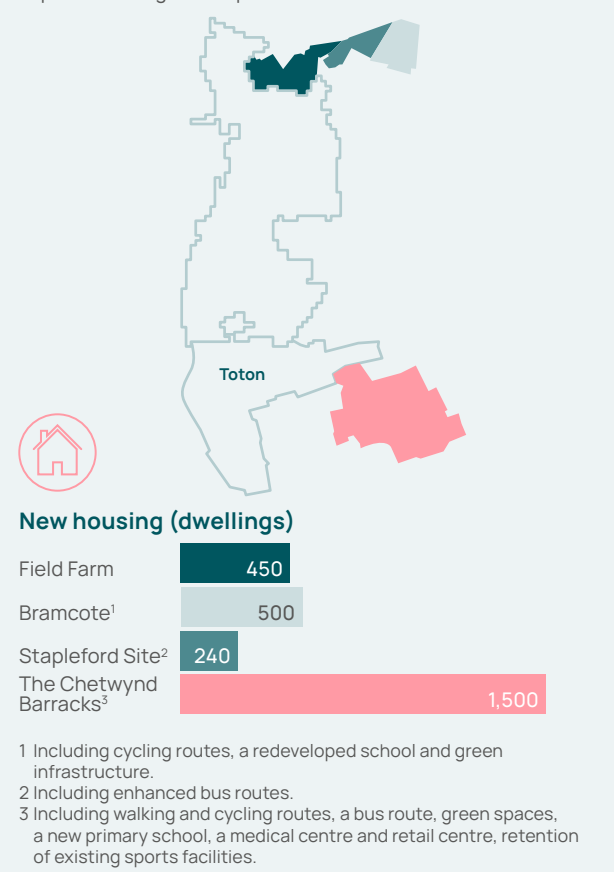 Toton
New housing (dwellings)
Field Farm 450
Bramcote¹ 500
Stapleford Site² 240
The Chetwynd
Barracks³ 1,500
1 Including cycling routes, a redeveloped school and green
infrastructure.
2 Including enhanced bus routes.
3 Including walking and cycling routes, a bus route, green spaces,
a new primary school, a medical centre and retail centre, retention
of existing sports facilities.